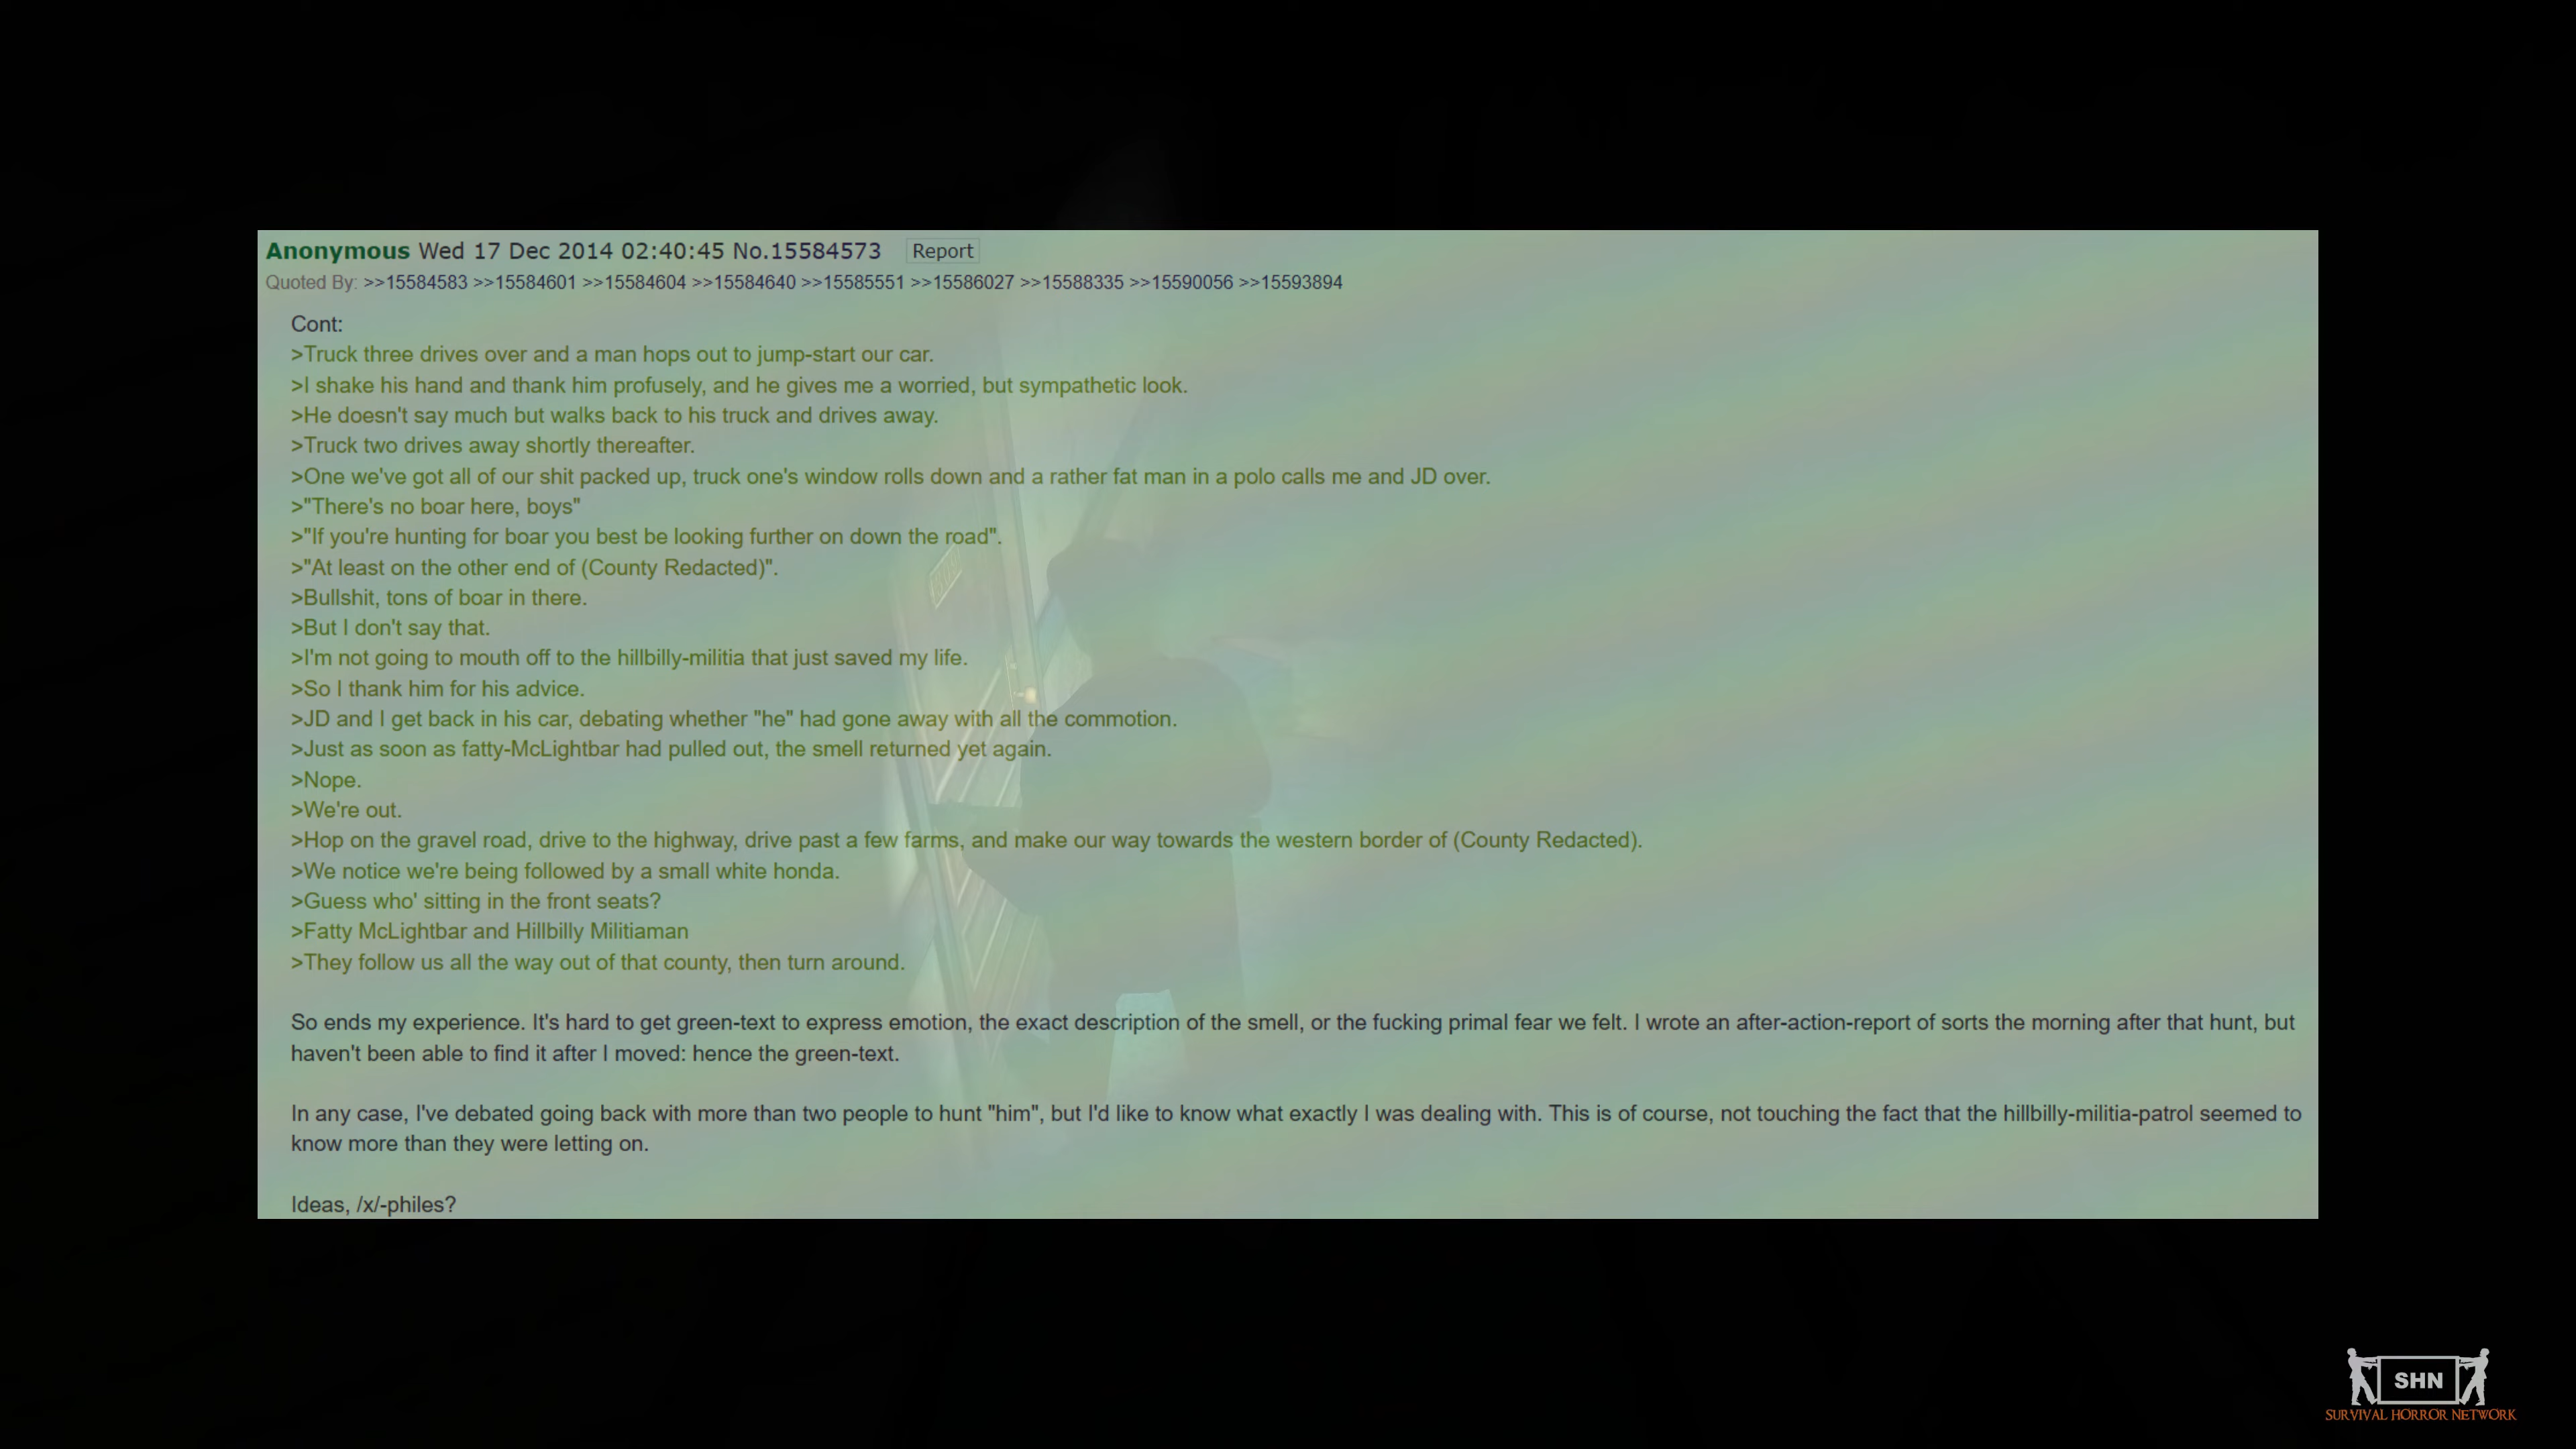 Anonymous Wed 17 Dec 2014 02:40:45 No.15584573 Report
Quoted By: >>15584583 >>15584601 >>15584604 >>15584640 >>15585551 >>15586027 >>15588335 >>15590056 >>15593894
Cont:
>Truck three drives over and a man hops out to jump-start our car.
>I shake his hand and thank him profusely, and he gives me a worried, but sympathetic look.
>He doesn't say much but walks back to his truck and drives away.
>Truck two drives away shortly thereafter.
>One we've got all of our shit packed up, truck one's window rolls down and a rather fat man in a polo calls me and JD over.
>"There's no boar here, boys"
>"If you're hunting for boar you best be looking further on down the road".
>"At least on the other end of (County Redacted)".
>Bullshit, tons of boar in there.
>But I don't say that.
>I'm not going to mouth off to the hillbilly-militia that just saved my life.
>So I thank him for his advice.
>JD and I get back in his car, debating whether "he" had gone away with all the commotion.
>Just as soon as fatty-McLightbar had pulled out, the smell returned yet again.
>Nope.
>We're out.
>Hop on the gravel road, drive to the highway, drive past a few farms, and make our way towards the western border of (County Redacted).
>We notice we're being followed by a small white honda.
>Guess who' sitting in the front seats?
>Fatty McLightbar and Hillbilly Militiaman
>They follow us all the way out of that county, then turn around.
So ends my experience. It's hard to get green-text to express emotion, the exact description of the smell, or the fucking primal fear we felt. I wrote an after-action-report of sorts the morning after that hunt, but
haven't been able to find it after I moved: hence the green-text.
In any case, I've debated going back with more than two people to hunt "him", but I'd like to know what exactly I was dealing with. This is of course, not touching the fact that the hillbilly-militia-patrol seemed to
know more than they were letting on.
Ideas, /x/-philes?
SHN
SURVIVAL HORROR NETWORK